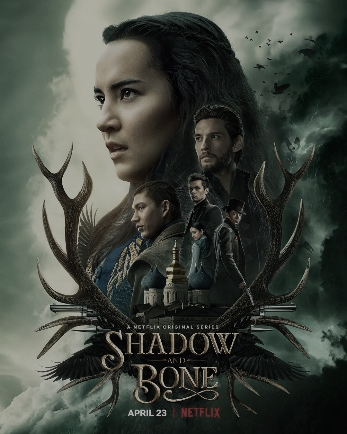 A NETFLIX ORIGINAL SERIES
SHADOW
AND
BONE
APRIL 23 | NETFLIX